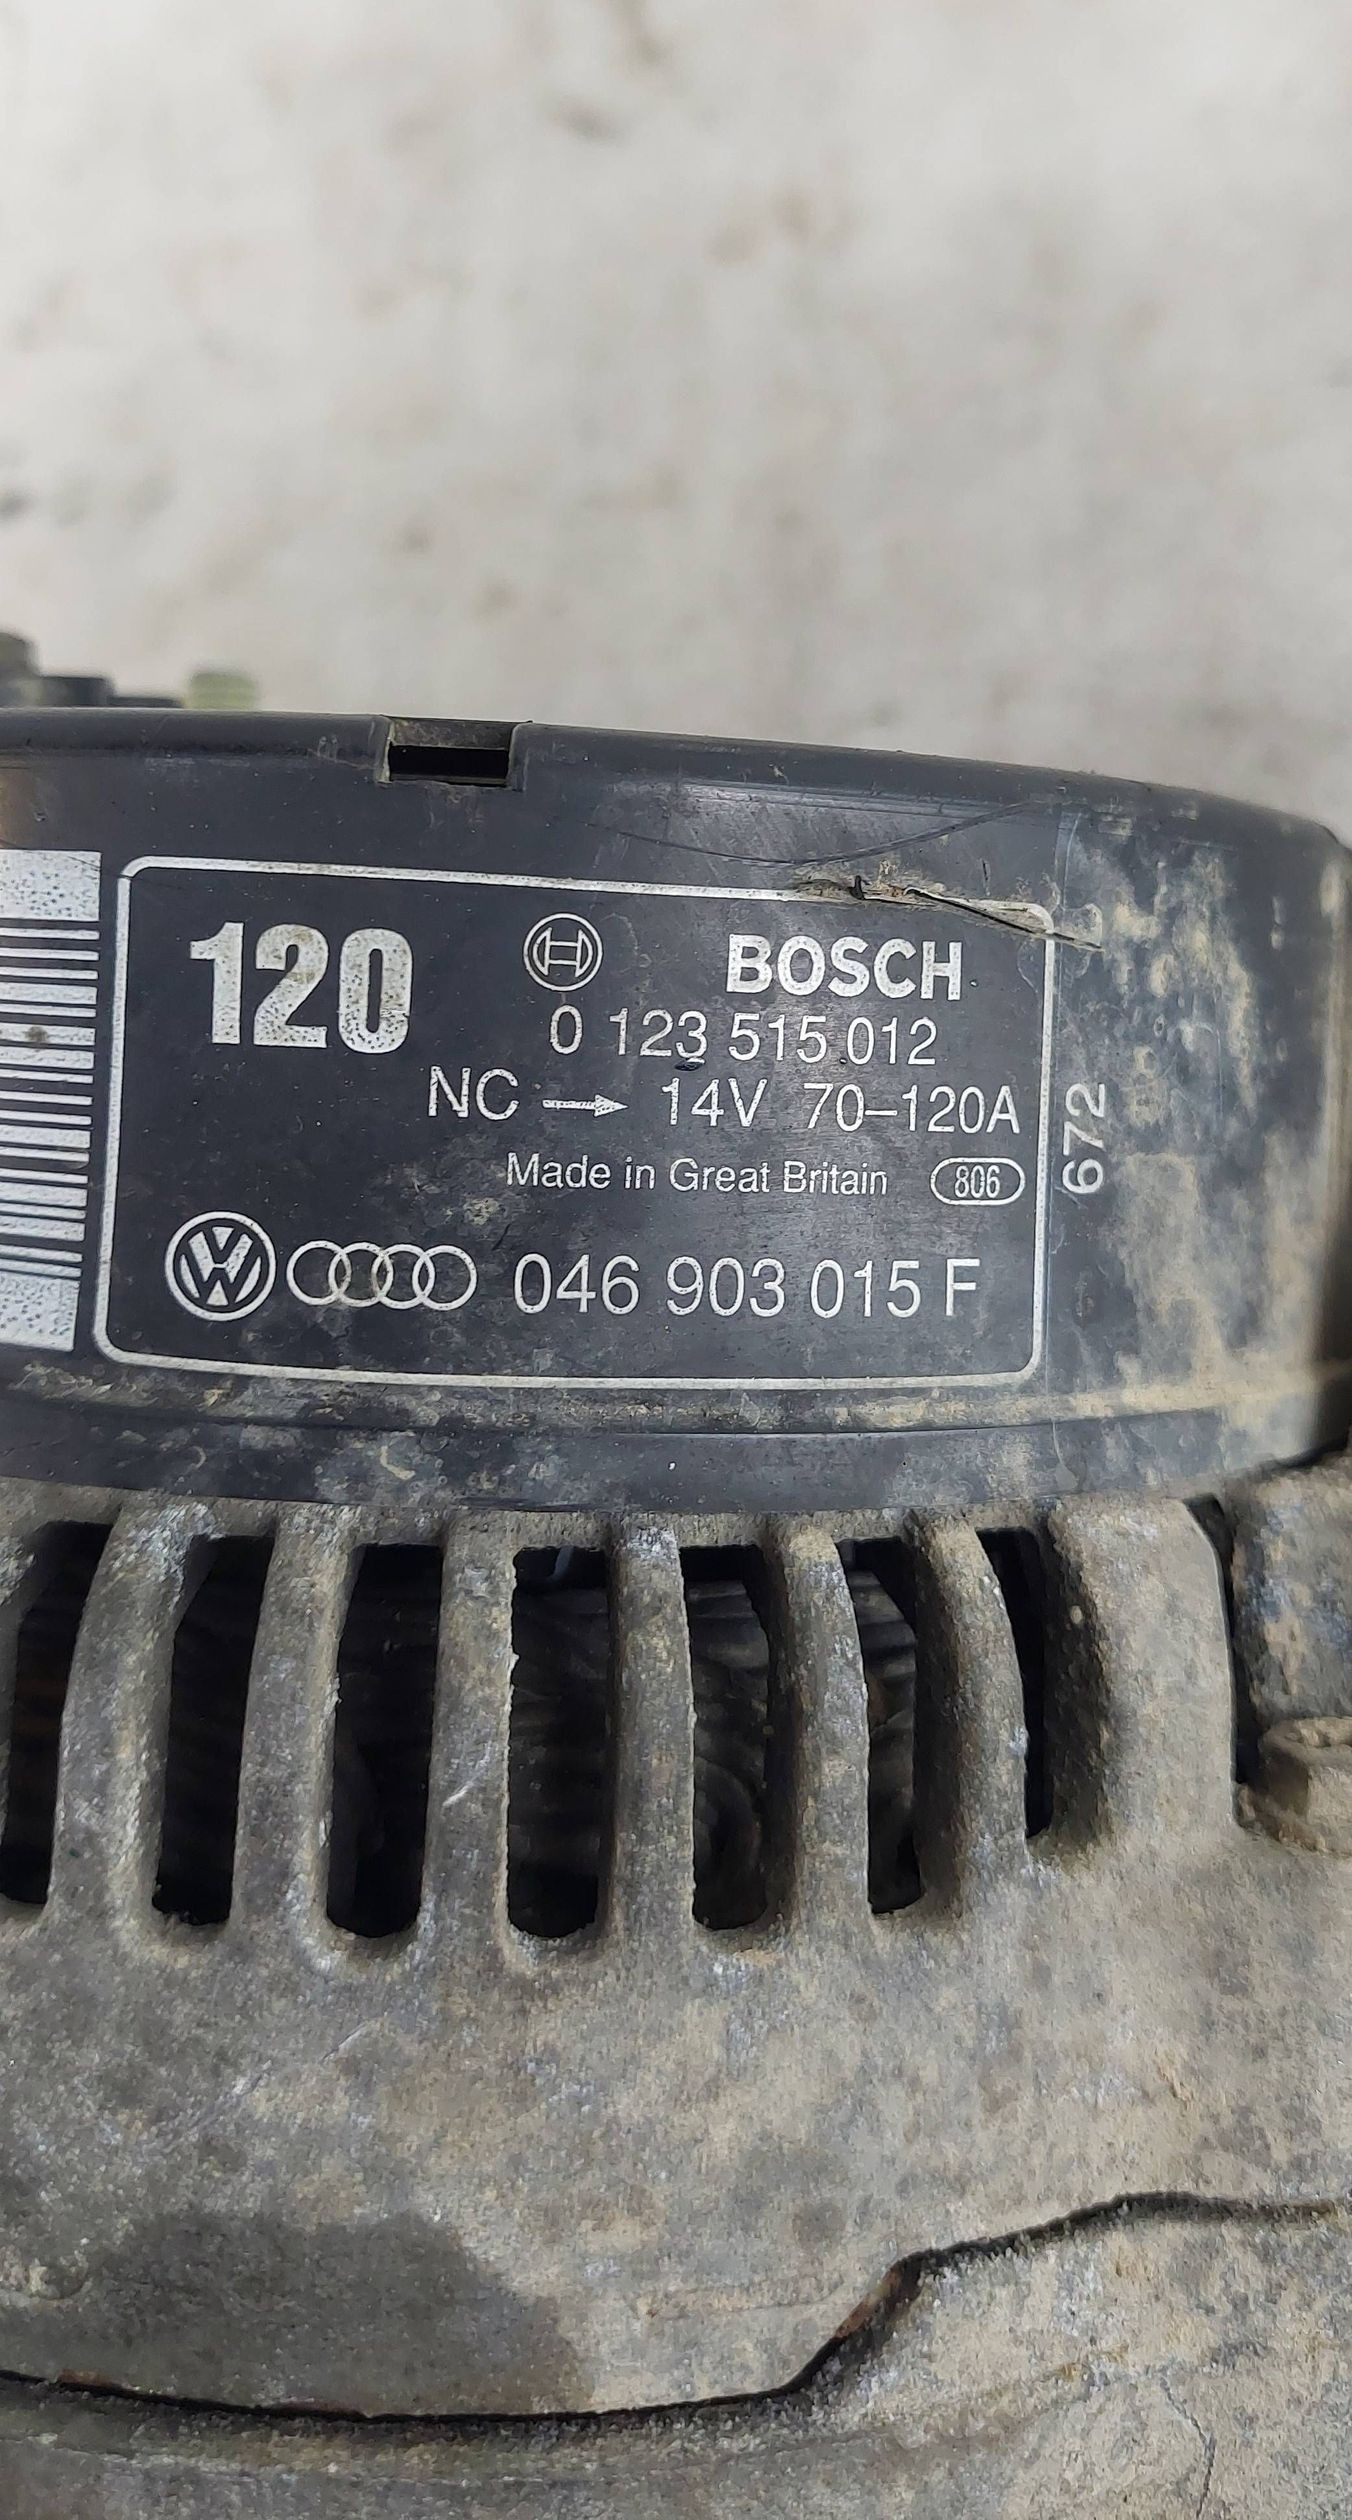 120 BOSCH
0 123 515 012
NC → 14V 70–120A
Made in Great Britain 806
046 903 015 F
672